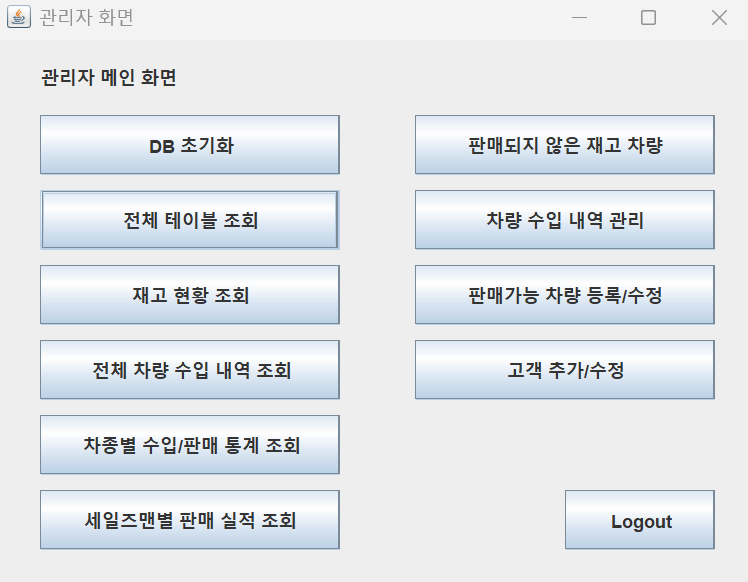 관리자 화면
관리자 메인 화면
DB 초기화
판매되지 않은 재고 차량
전체 테이블 조회
차량 수입 내역 관리
재고 현황 조회
판매가능 차량 등록/수정
전체 차량 수입 내역 조회
고객 추가/수정
차종별 수입/판매 통계 조회
세일즈맨별 판매 실적 조회
Logout